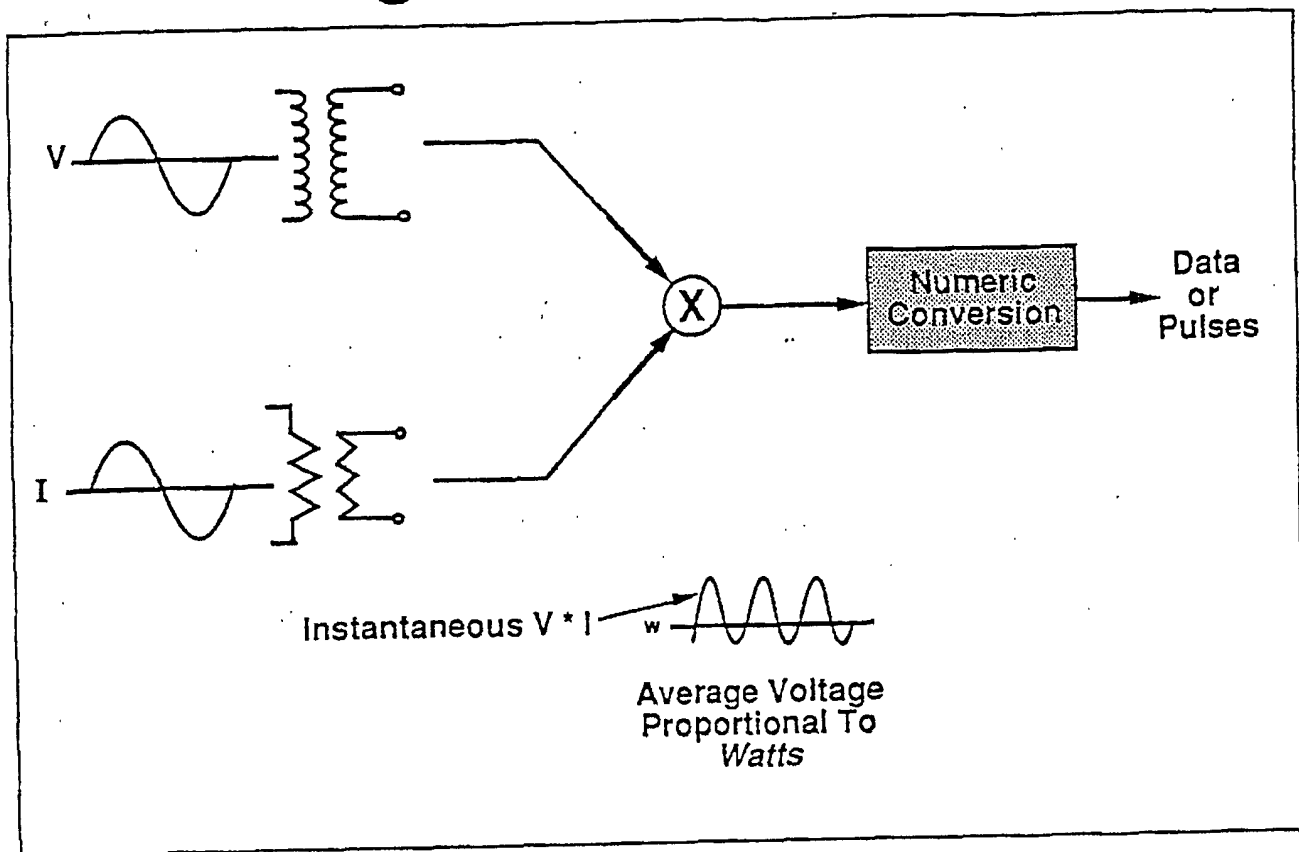 V
I
X
Numeric
Conversion
Data
or
Pulses
Instantaneous V * I
w
Average Voltage
Proportional To
Watts